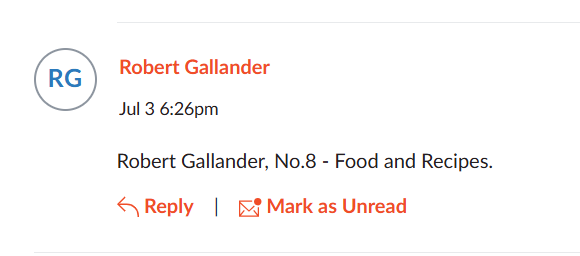 RG
Robert Gallander
Jul 3 6:26pm
Robert Gallander, No.8 - Food and Recipes.
Reply | Mark as Unread